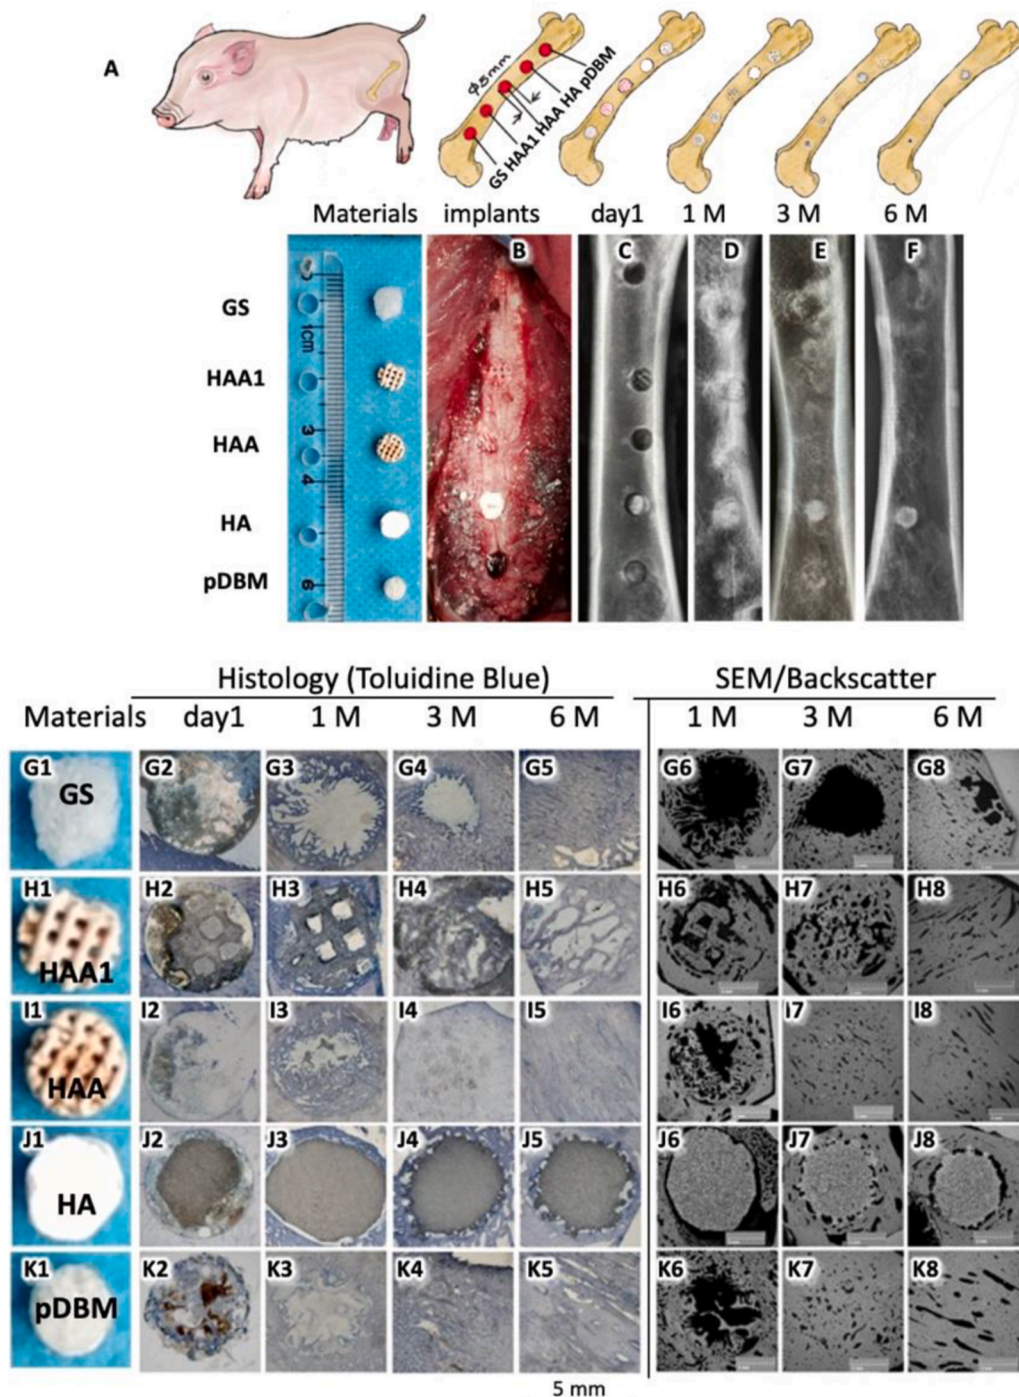 A
φ5mm
GS HAA1 HAA HA pDBM
Materials implants day1 1 M 3 M 6 M
B C D E F
GS
1cm
HAA1
3
HAA
4
HA
pDBM
6
Histology (Toluidine Blue) SEM/Backscatter
Materials day1 1 M 3 M 6 M 1 M 3 M 6 M
G1 G2 G3 G4 G5 G6 G7 G8
GS
H1 H2 H3 H4 H5 H6 H7 H8
HAA1
I1 I2 I3 I4 I5 I6 I7 I8
HAA
J1 J2 J3 J4 J5 J6 J7 J8
HA
K1 K2 K3 K4 K5 K6 K7 K8
pDBM
5 mm